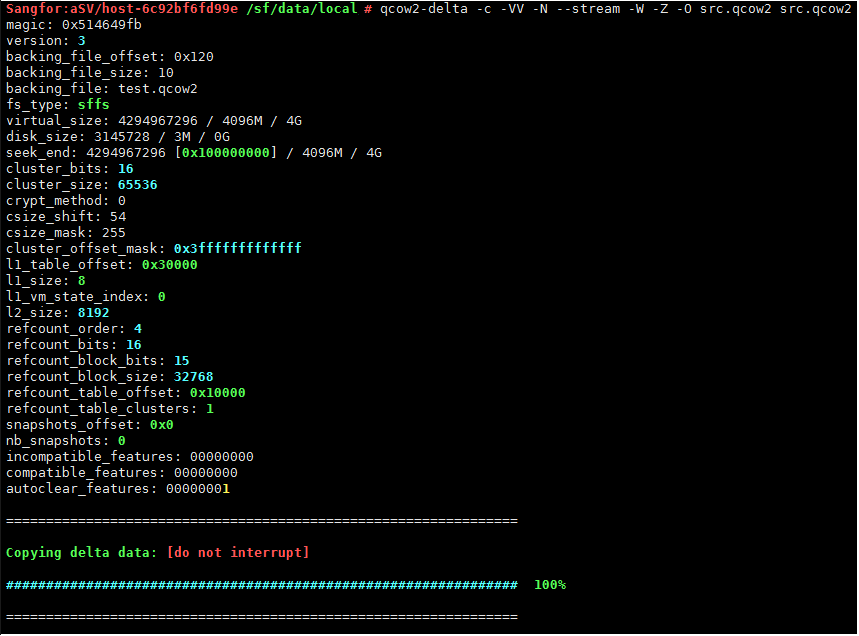 Sangfor:aSV/host-6c92bf6fd99e /sf/data/local # qcow2-delta -c -VV -N --stream -W -Z -O src.qcow2 src.qcow2
magic: 0x514649fb
version: 3
backing_file_offset: 0x120
backing_file_size: 10
backing_file: test.qcow2
fs_type: sffs
virtual_size: 4294967296 / 4096M / 4G
disk_size: 3145728 / 3M / 0G
seek_end: 4294967296 [0x100000000] / 4096M / 4G
cluster_bits: 16
cluster_size: 65536
crypt_method: 0
csize_shift: 54
csize_mask: 255
cluster_offset_mask: 0x3fffffffffffff
l1_table_offset: 0x30000
l1_size: 8
l1_vm_state_index: 0
l2_size: 8192
refcount_order: 4
refcount_bits: 16
refcount_block_bits: 15
refcount_block_size: 32768
refcount_table_offset: 0x10000
refcount_table_clusters: 1
snapshots_offset: 0x0
nb_snapshots: 0
incompatible_features: 00000000
compatible_features: 00000000
autoclear_features: 00000001
================================================================
Copying delta data: [do not interrupt]
################################################################  100%
================================================================